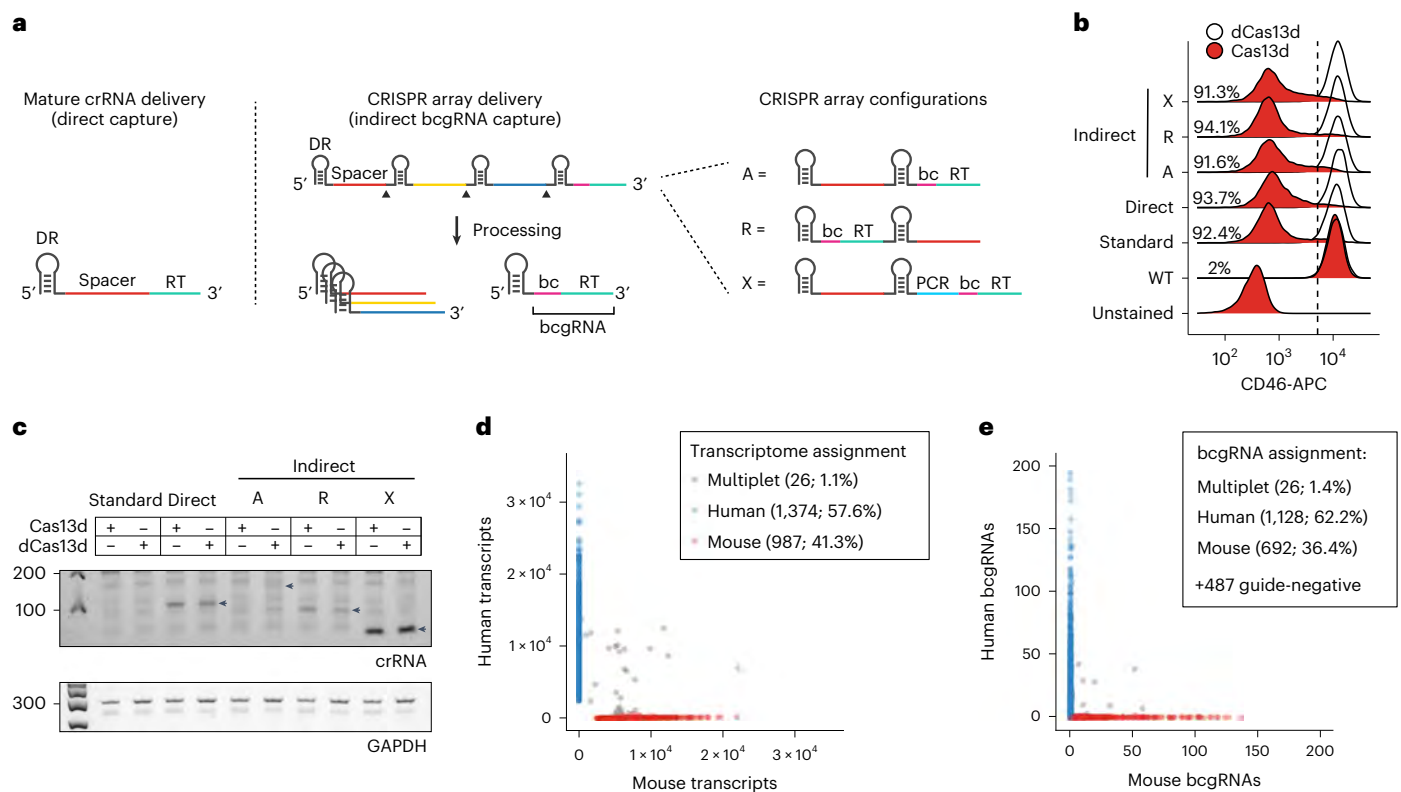 a
Mature crRNA delivery
(direct capture)
DR
Spacer
RT
5′
3′
CRISPR array delivery
(indirect bcgRNA capture)
DR
Spacer
5′
3′
Processing
3′
bc
RT
5′
3′
bcgRNA
CRISPR array configurations
A =
bc RT
R =
bc RT
X =
PCR bc RT
b
dCas13d
Cas13d
Indirect
X
91.3%
R
94.1%
A
91.6%
Direct
93.7%
Standard
92.4%
WT
2%
Unstained
10²
10³
10⁴
CD46-APC
c
Indirect
Standard Direct A R X
Cas13d + – + – + – + – + –
dCas13d – + – + – + – + – +
200
100
crRNA
300
GAPDH
d
Transcriptome assignment
Multiplet (26; 1.1%)
Human (1,374; 57.6%)
Mouse (987; 41.3%)
Human transcripts
3 × 10⁴
2 × 10⁴
1 × 10⁴
0
0 1 × 10⁴ 2 × 10⁴ 3 × 10⁴
Mouse transcripts
e
bcgRNA assignment:
Multiplet (26; 1.4%)
Human (1,128; 62.2%)
Mouse (692; 36.4%)
+487 guide-negative
Human bcgRNAs
200
150
100
50
0
0 50 100 150 200
Mouse bcgRNAs